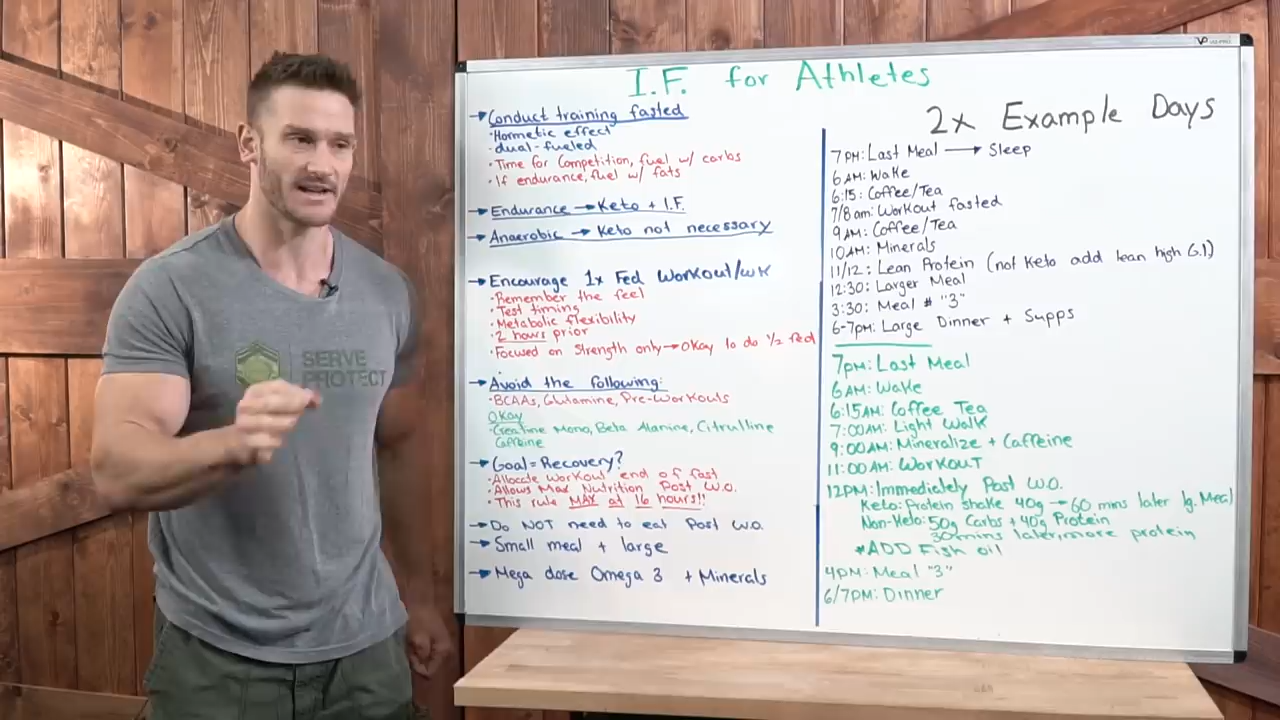 I.F. for Athletes
→ Conduct training fasted
• Hormetic effect
• dual-fueled
• Time for Competition, fuel w/ carbs
• If endurance, fuel w/ fats
→ Endurance → Keto + I.F.
→ Anaerobic → Keto not necessary
→ Encourage 1x Fed Workout/wk
• Remember the feel
• Test timing
• Metabolic flexibility
• 2 hours prior
• Focused on strength only → Okay to do 1/2 fed
→ Avoid the following:
• BCAAs, Glutamine, Pre-Workouts
Okay
• Creatine Mono, Beta Alanine, Citrulline
Caffeine
→ Goal = Recovery?
• Allocate workout end of fast
• Allows Max Nutrition Post W.O.
• This rule MAX at 16 hours!!
→ Do NOT need to eat Post W.O.
→ Small meal + large
→ Mega dose Omega 3 + Minerals
2x Example Days
7PM: Last Meal → Sleep
6AM: Wake
6:15: Coffee/Tea
7/8am: Workout fasted
9AM: Coffee/Tea
10AM: Minerals
11/12: Lean Protein (not Keto add lean high G.I)
12:30: Larger Meal
3:30: Meal # "3"
6-7pm: Large Dinner + Supps
7pm: Last Meal
6AM: Wake
6:15AM: Coffee Tea
7:00AM: Light Walk
9:00AM: Mineralize + Caffeine
11:00AM: Workout
12PM: Immediately Post W.O.
Keto: Protein shake 40g → 60 mins later lg. Meal
Non-Keto: 50g Carbs + 40g Protein
30mins later, more protein
*ADD Fish oil
4PM: Meal "3"
6/7PM: Dinner
SERVE
PROTECT